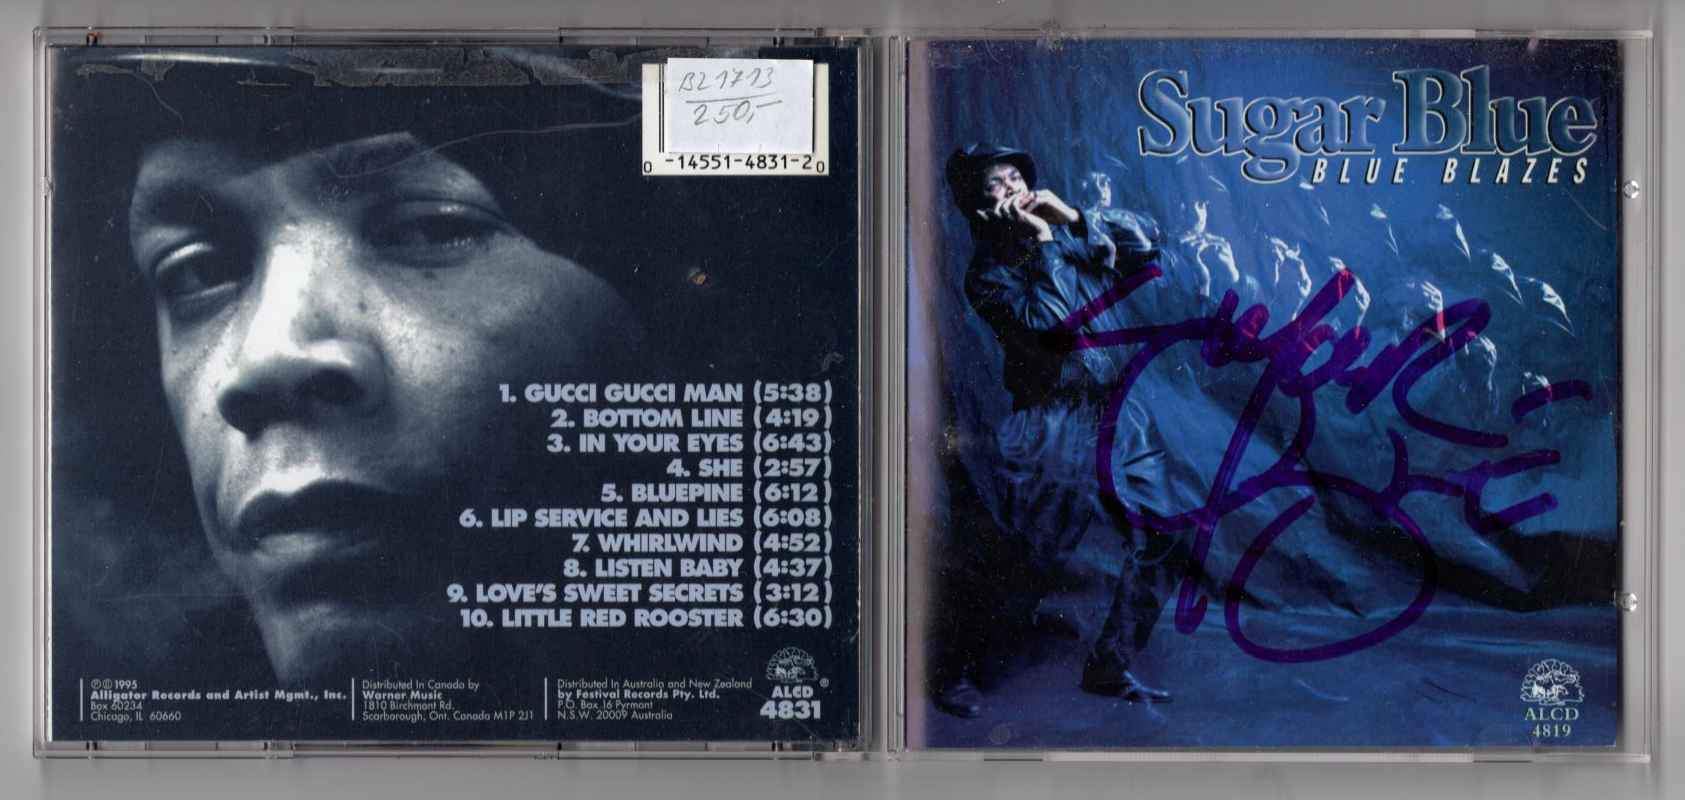 BZ 1713
250,-
0 -14551-4831-2 0
1. GUCCI GUCCI MAN (5:38)
2. BOTTOM LINE (4:19)
3. IN YOUR EYES (6:43)
4. SHE (2:57)
5. BLUEPINE (6:12)
6. LIP SERVICE AND LIES (6:08)
7. WHIRLWIND (4:52)
8. LISTEN BABY (4:37)
9. LOVE'S SWEET SECRETS (3:12)
10. LITTLE RED ROOSTER (6:30)
℗© 1995
Alligator Records and Artist Mgmt., Inc.
Box 60234
Chicago, IL 60660
Distributed In Canada by
Warner Music
1810 Birchmont Rd.
Scarborough, Ont. Canada M1P 2J1
Distributed In Australia and New Zealand
by Festival Records Pty. Ltd.
P.O. Box 16 Pyrmont
N.S.W. 20009 Australia
®
ALCD
4831
Sugar Blue
BLUE BLAZES
Sugar
Blue
ALCD
4819